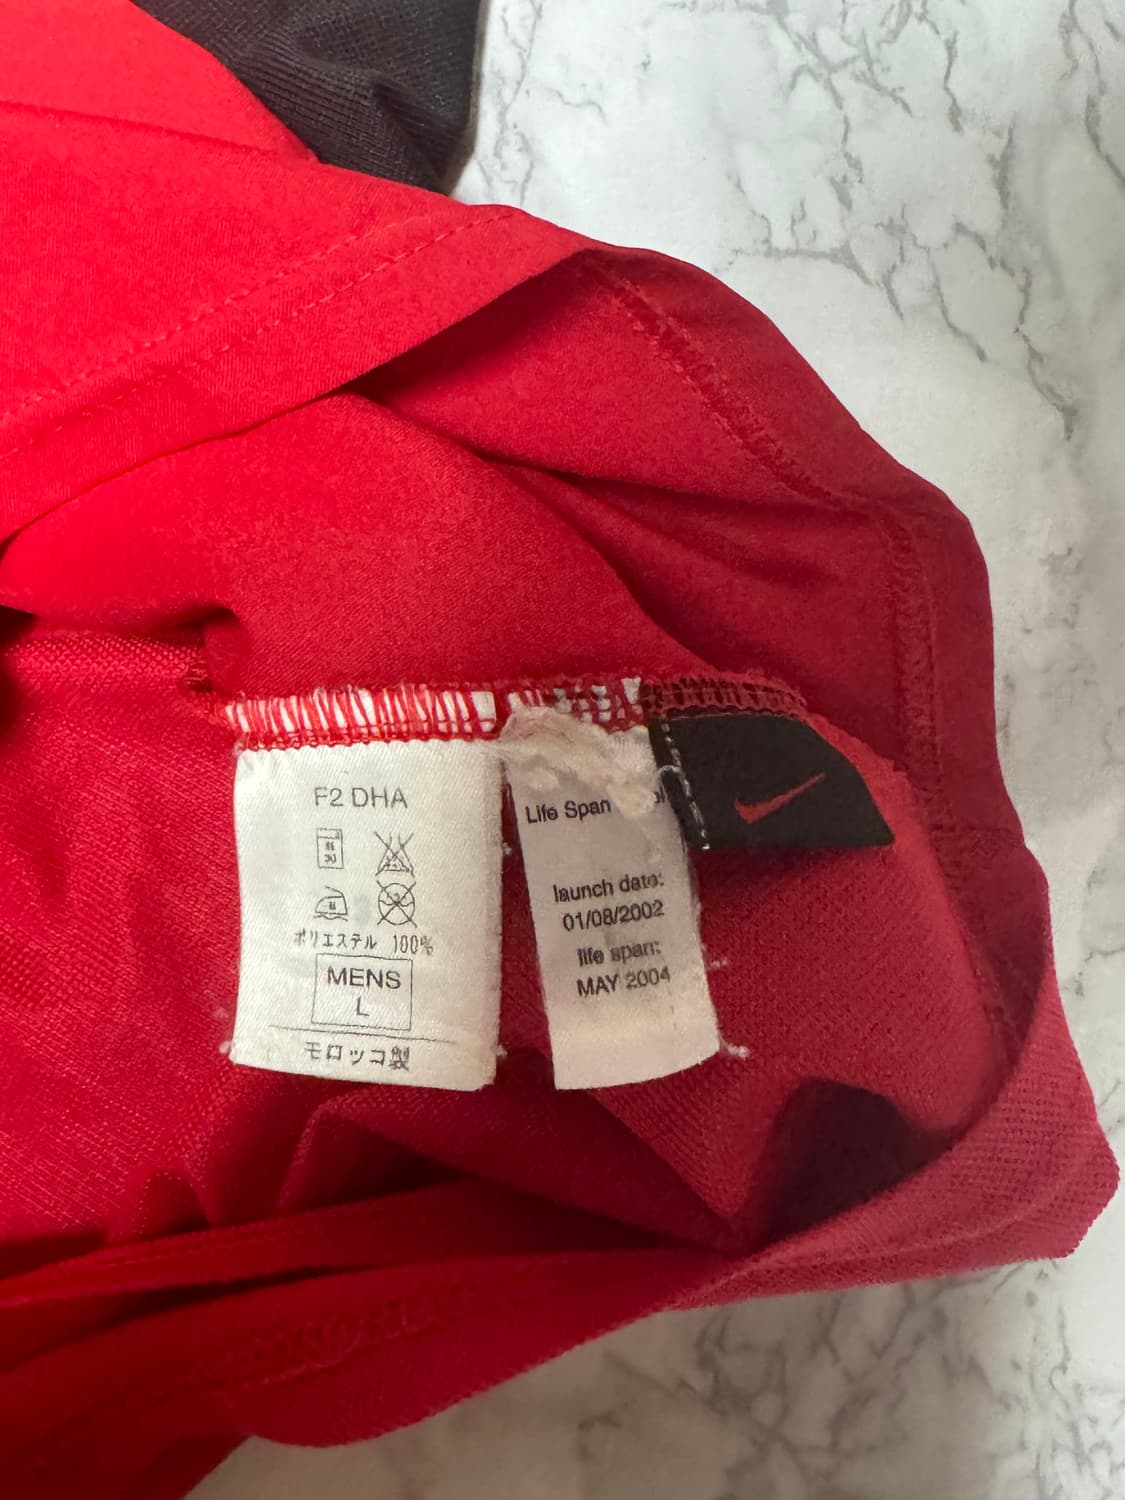 F2 DHA
ポリエステル 100%
MENS
L
モロッコ製
Life Span
launch date:
01/08/2002
life span:
MAY 2004